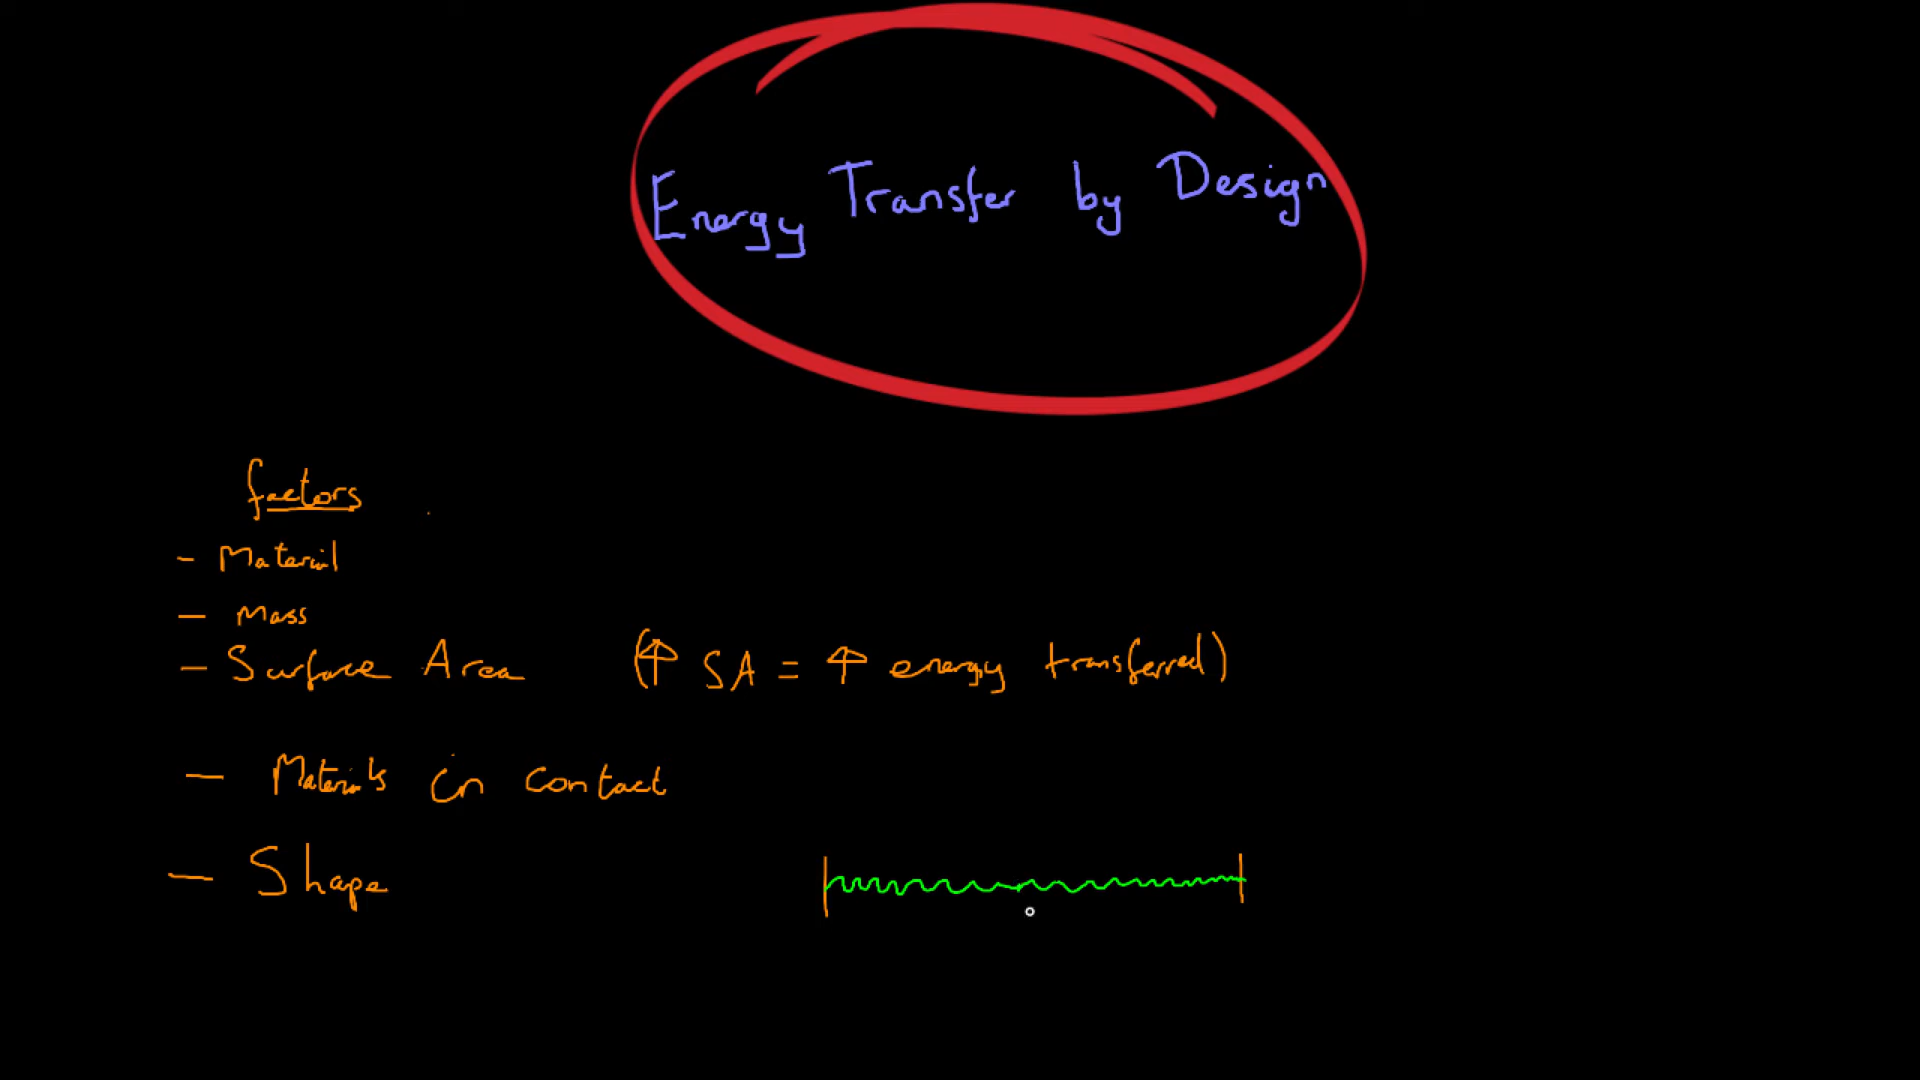 Energy Transfer by Design
factors
- Material
- Mass
- Surface Area (↑ SA = ↑ energy transferred)
- Materials in contact
- Shape